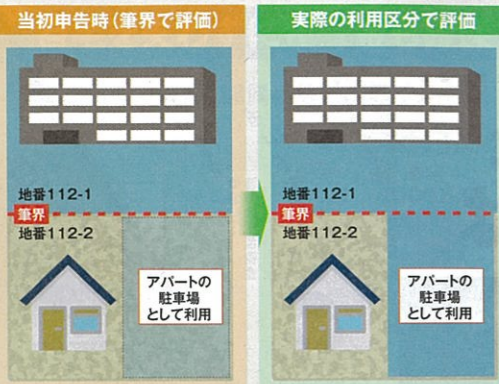 当初申告時(筆界で評価)
地番112-1
筆界
地番112-2
アパートの
駐車場
として利用
実際の利用区分で評価
地番112-1
筆界
地番112-2
アパートの
駐車場
として利用